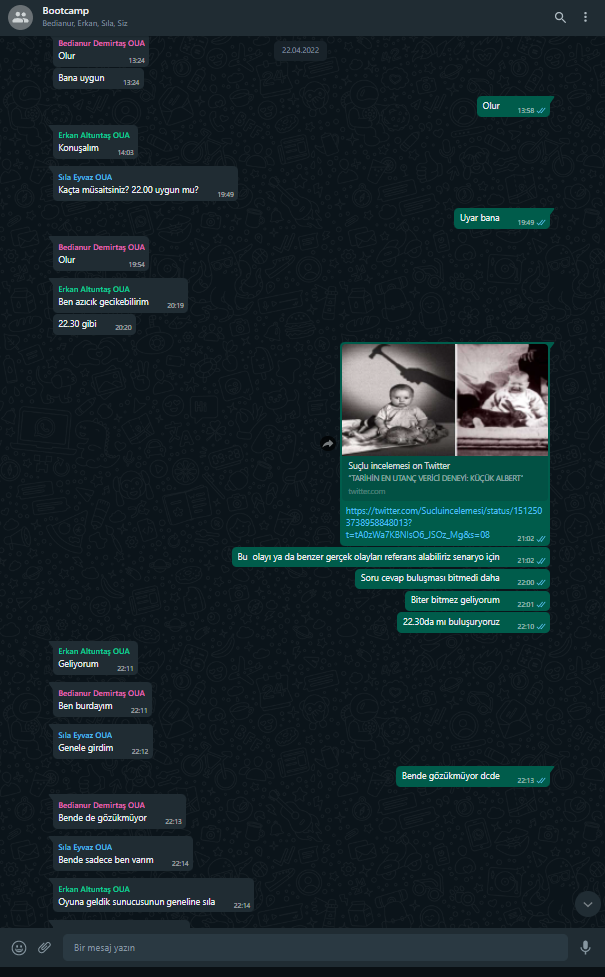 Bootcamp
Bedianur, Erkan, Sıla, Siz
22.04.2022
Bedianur Demirtaş OUA
Olur
13:24
Bana uygun
13:24
Olur
13:58
Erkan Altuntaş OUA
Konuşalım
14:03
Sıla Eyvaz OUA
Kaçta müsaitsiniz? 22.00 uygun mu?
19:49
Uyar bana
19:49
Bedianur Demirtaş OUA
Olur
19:54
Erkan Altuntaş OUA
Ben azıcık gecikebilirim
20:19
22.30 gibi
20:20
Suçlu incelemesi on Twitter
"TARİHİN EN UTANÇ VERİCİ DENEYİ: KÜÇÜK ALBERT"
twitter.com
https://twitter.com/Sucluincelemesi/status/151250
3738958848013?
t=tA0zWa7KBNIsO6_JSOz_Mg&s=08
21:02
Bu olayı ya da benzer gerçek olayları referans alabiliriz senaryo için
21:02
Soru cevap buluşması bitmedi daha
22:00
Biter bitmez geliyorum
22:01
22.30da mı buluşuryoruz
22:10
Erkan Altuntaş OUA
Geliyorum
22:11
Bedianur Demirtaş OUA
Ben burdayım
22:11
Sıla Eyvaz OUA
Genele girdim
22:12
Bende gözükmüyor dcde
22:13
Bedianur Demirtaş OUA
Bende de gözükmüyor
22:13
Sıla Eyvaz OUA
Bende sadece ben varım
22:14
Erkan Altuntaş OUA
Oyuna geldik sunucusunun geneline sıla
22:14
Bir mesaj yazın